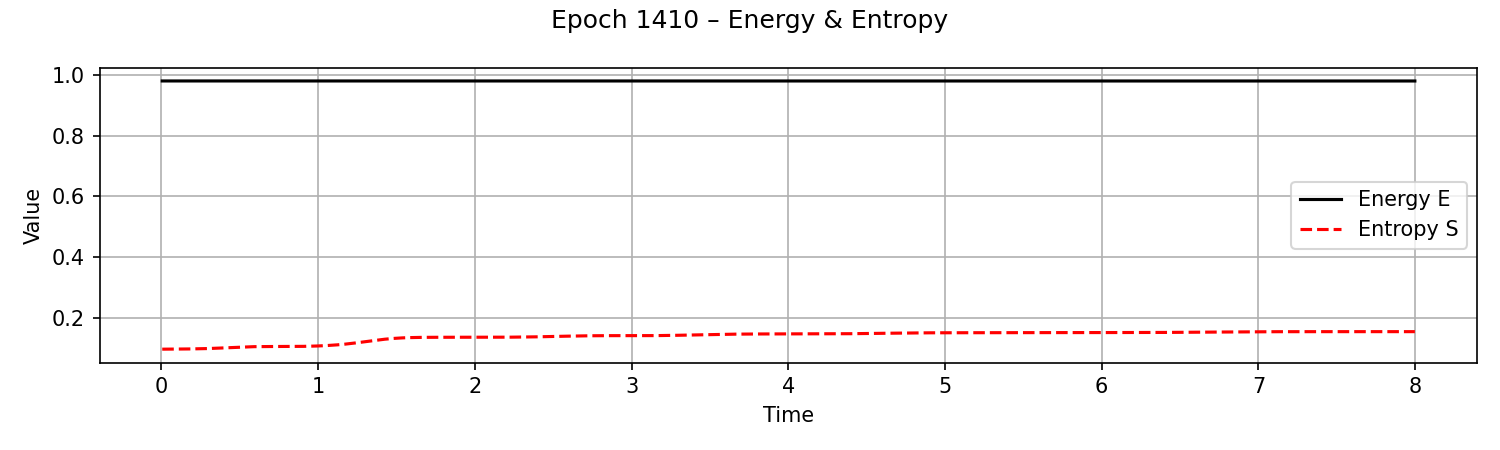 Epoch 1410 – Energy & Entropy
Value
1.0
0.8
0.6
0.4
0.2
Energy E
Entropy S
0 1 2 3 4 5 6 7 8
Time